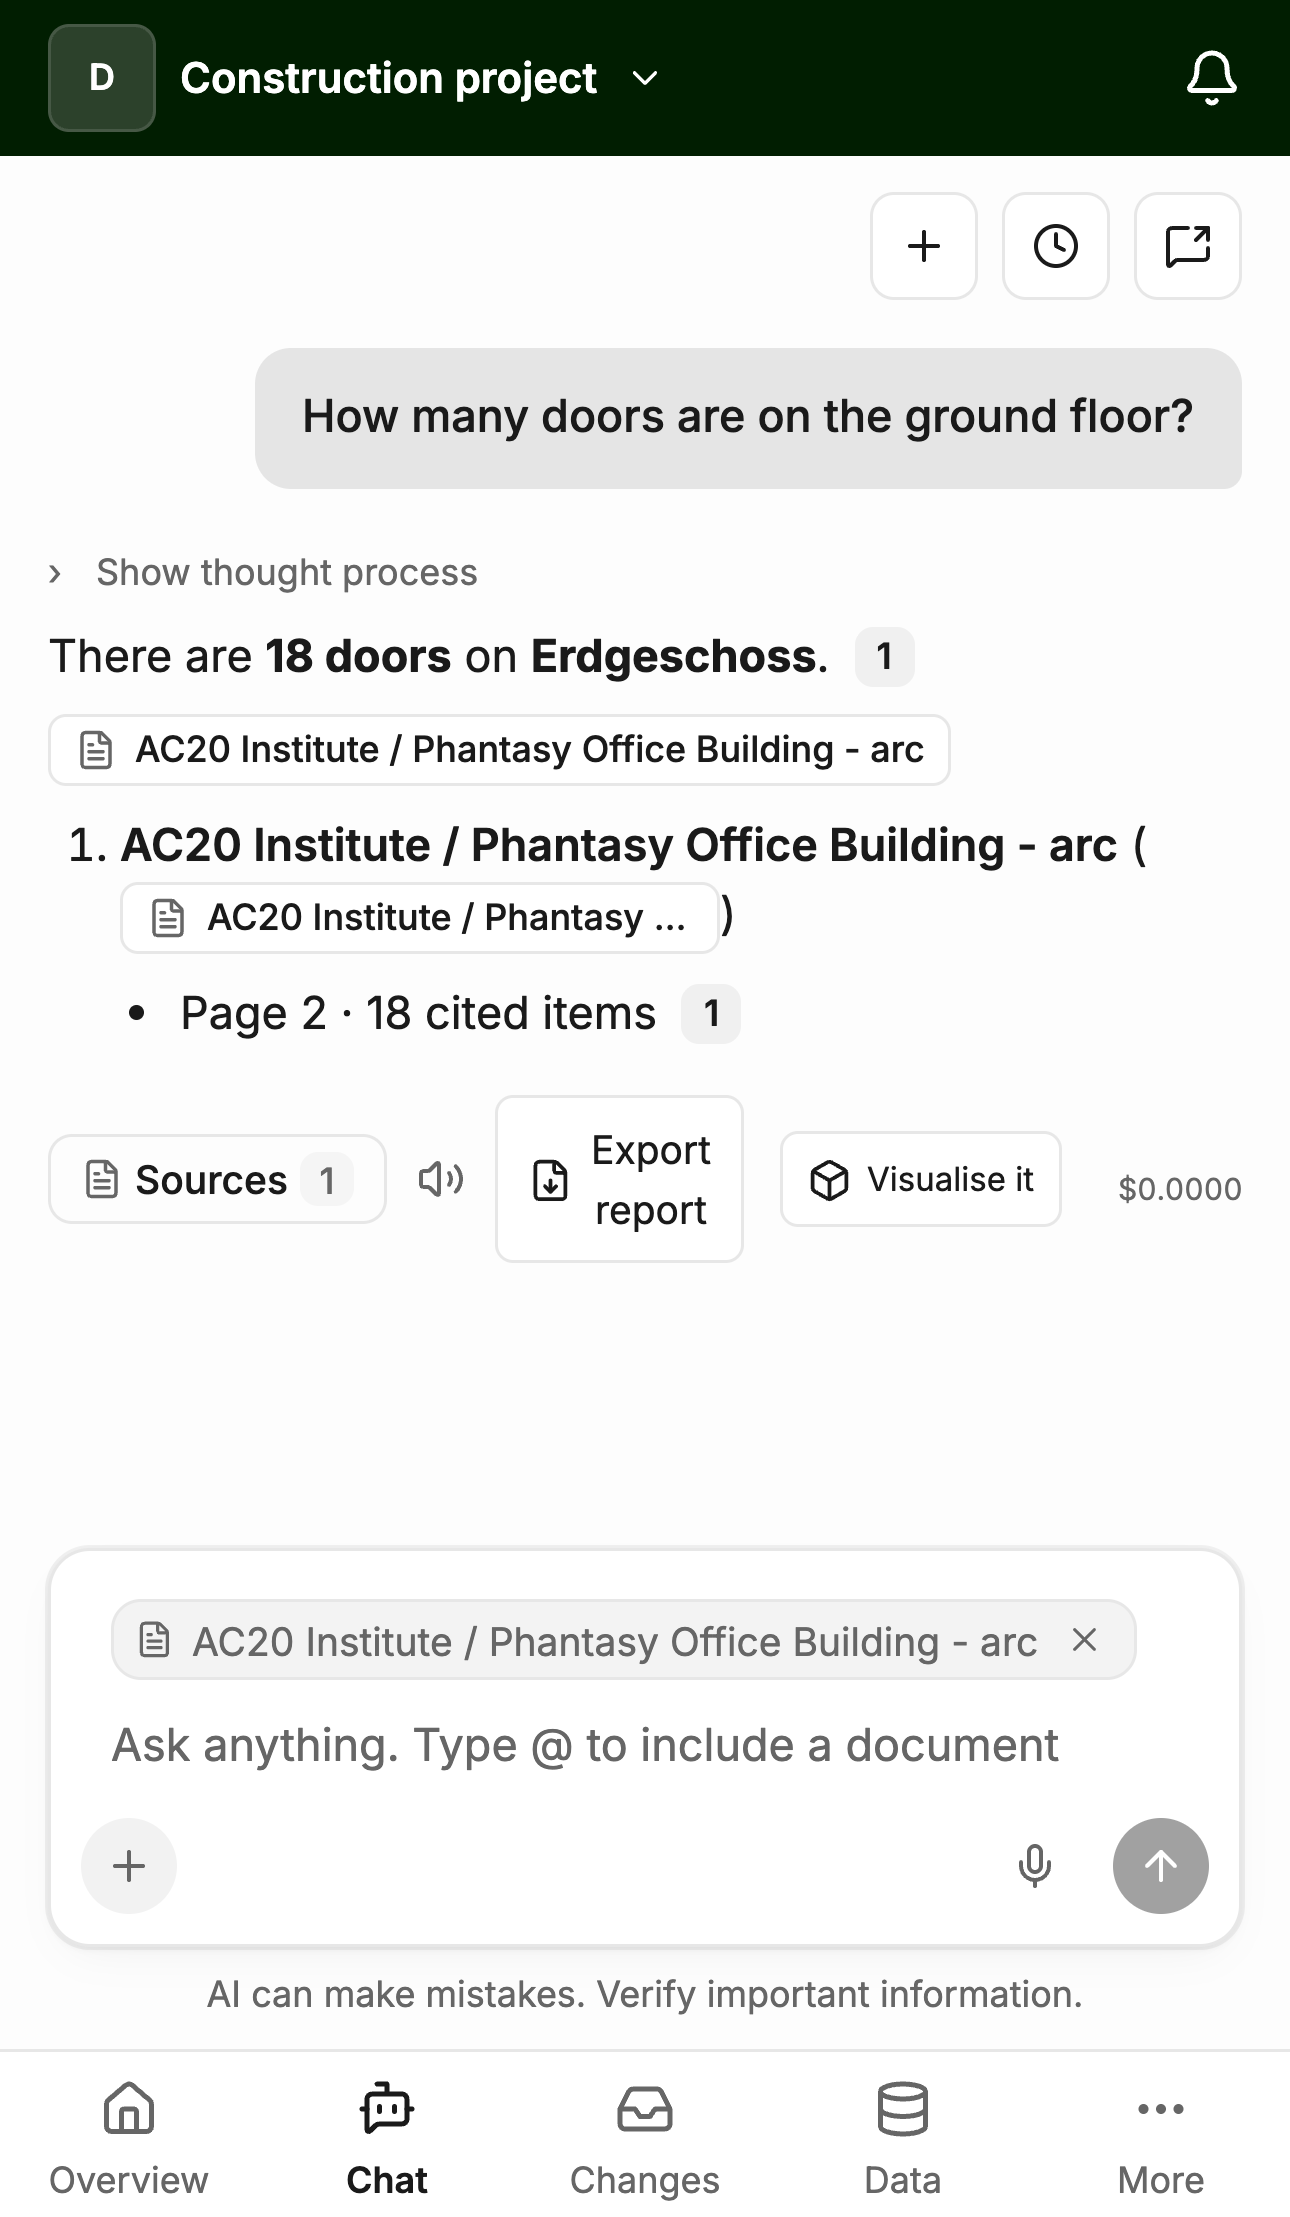 D
Construction project
How many doors are on the ground floor?
Show thought process
There are 18 doors on Erdgeschoss. 1
AC20 Institute / Phantasy Office Building - arc
1. AC20 Institute / Phantasy Office Building - arc (
AC20 Institute / Phantasy ... )
• Page 2 · 18 cited items 1
Sources 1
Export
report
Visualise it
$0.0000
AC20 Institute / Phantasy Office Building - arc
Ask anything. Type @ to include a document
AI can make mistakes. Verify important information.
Overview
Chat
Changes
Data
More